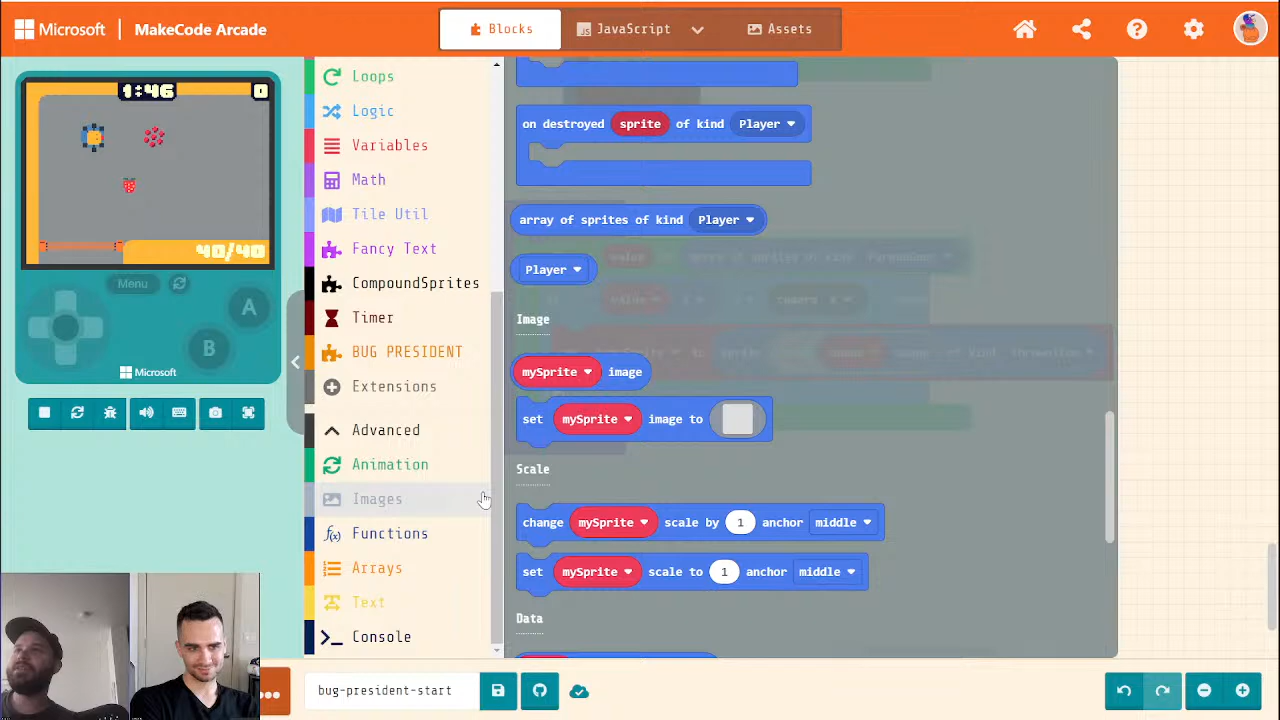 Microsoft | MakeCode Arcade
Blocks
JavaScript
Assets
1:46
0
40/40
Menu
A
B
Microsoft
Loops
Logic
Variables
Math
Tile Util
Fancy Text
CompoundSprites
Timer
BUG PRESIDENT
Extensions
Advanced
Animation
Images
Functions
Arrays
Text
Console
on destroyed sprite of kind Player
array of sprites of kind Player
Player
Image
mySprite image
set mySprite image to
Scale
change mySprite scale by 1 anchor middle
set mySprite scale to 1 anchor middle
Data
bug-president-start